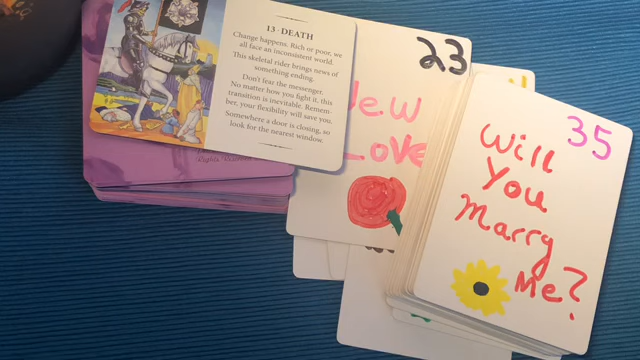 13 · DEATH
Change happens. Rich or poor, we
all face an inconsistent world.
This skeletal rider brings news of
something ending.
Don't fear the messenger.
No matter how you fight it, this
transition is inevitable. Remem-
ber, your flexibility will save you.
Somewhere a door is closing, so
look for the nearest window.
23
New
Love
35
Will
You
Marry
Me?